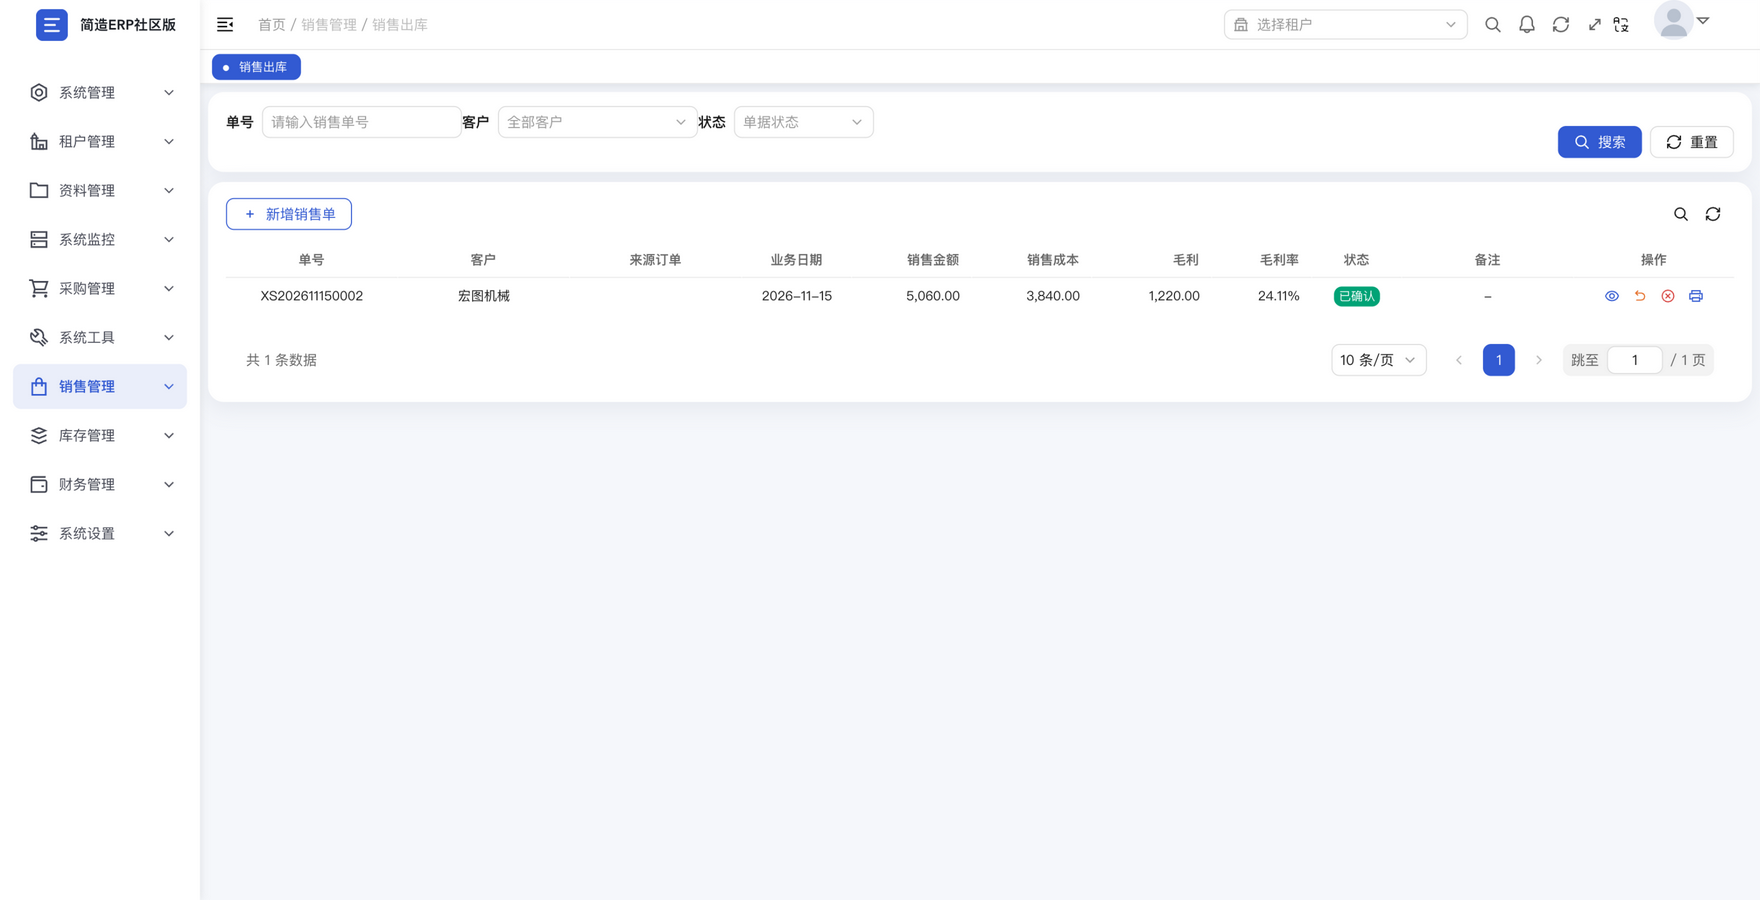 简造ERP社区版
首页 / 销售管理 / 销售出库
选择租户
销售出库
系统管理
租户管理
资料管理
系统监控
采购管理
系统工具
销售管理
库存管理
财务管理
系统设置
单号 请输入销售单号 客户 全部客户 状态 单据状态
搜索 重置
+ 新增销售单
单号 客户 来源订单 业务日期 销售金额 销售成本 毛利 毛利率 状态 备注 操作
XS202611150002 宏图机械 2026-11-15 5,060.00 3,840.00 1,220.00 24.11% 已确认 -
共 1 条数据 10 条/页 1 跳至 1 / 1 页